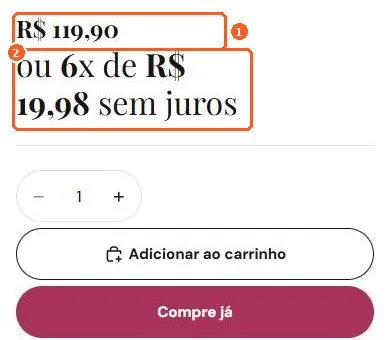 R$ 119,90
1
2
ou 6x de R$
19,98 sem juros
− 1 +
Adicionar ao carrinho
Compre já